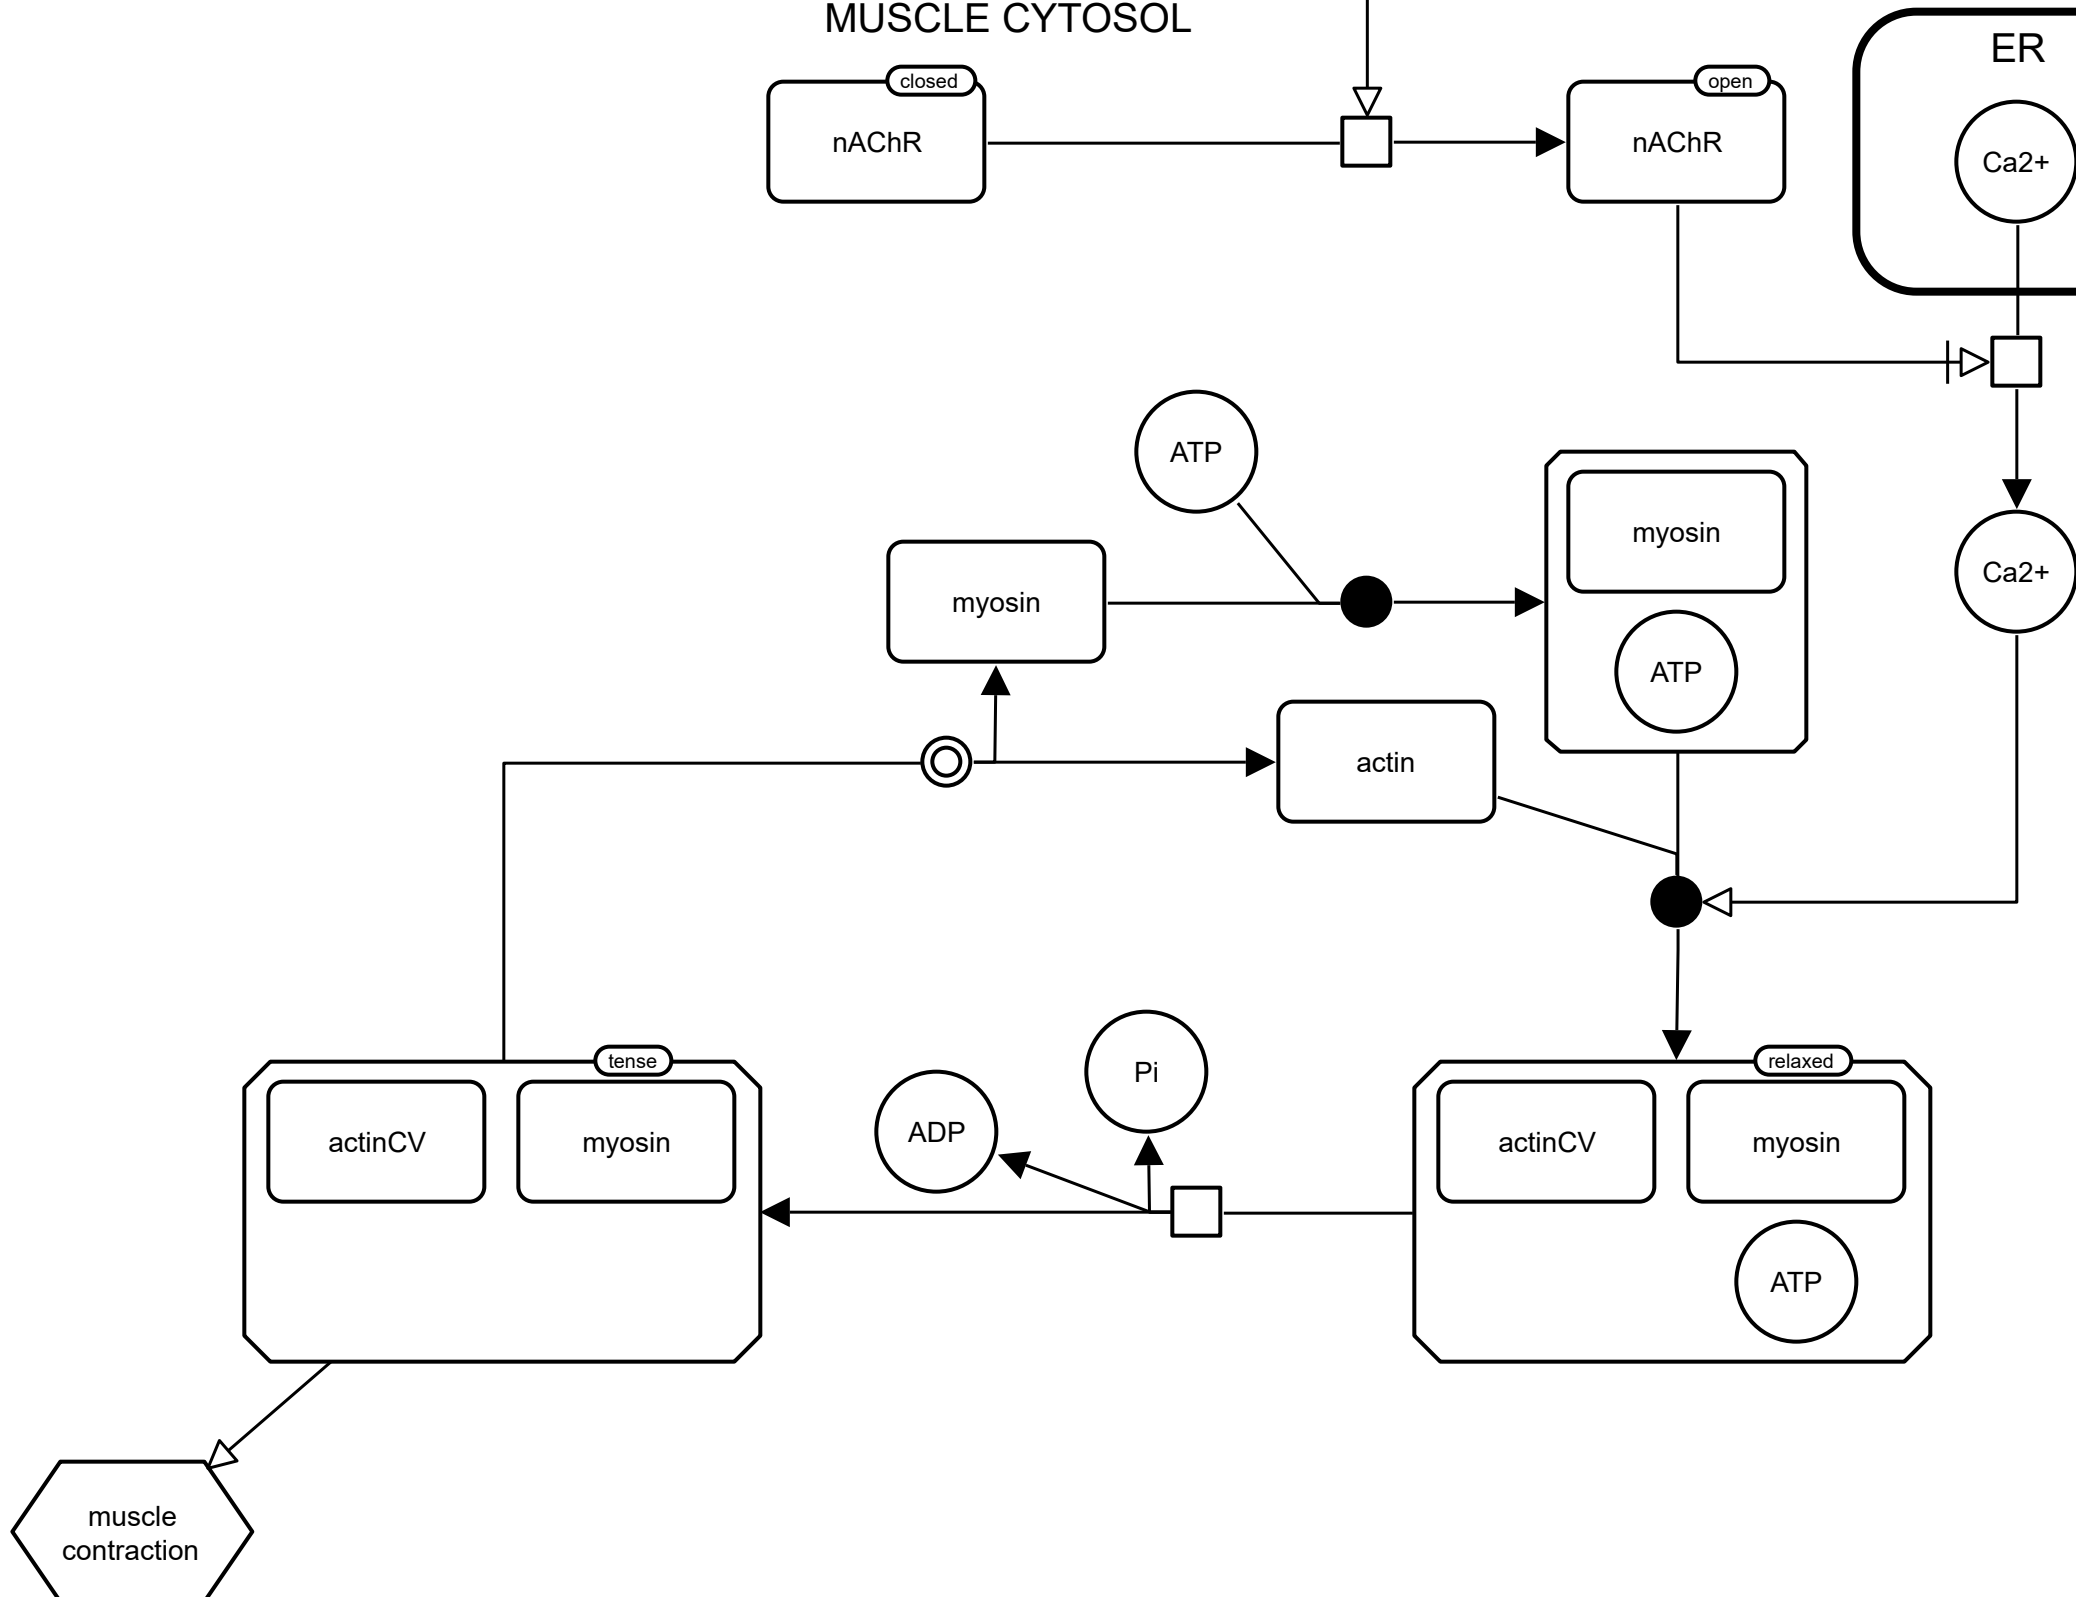 MUSCLE CYTOSOL
ER
closed
open
nAChR
nAChR
Ca2+
ATP
myosin
Ca2+
myosin
ATP
actin
tense
relaxed
Pi
ADP
actinCV
myosin
actinCV
myosin
ATP
muscle
contraction